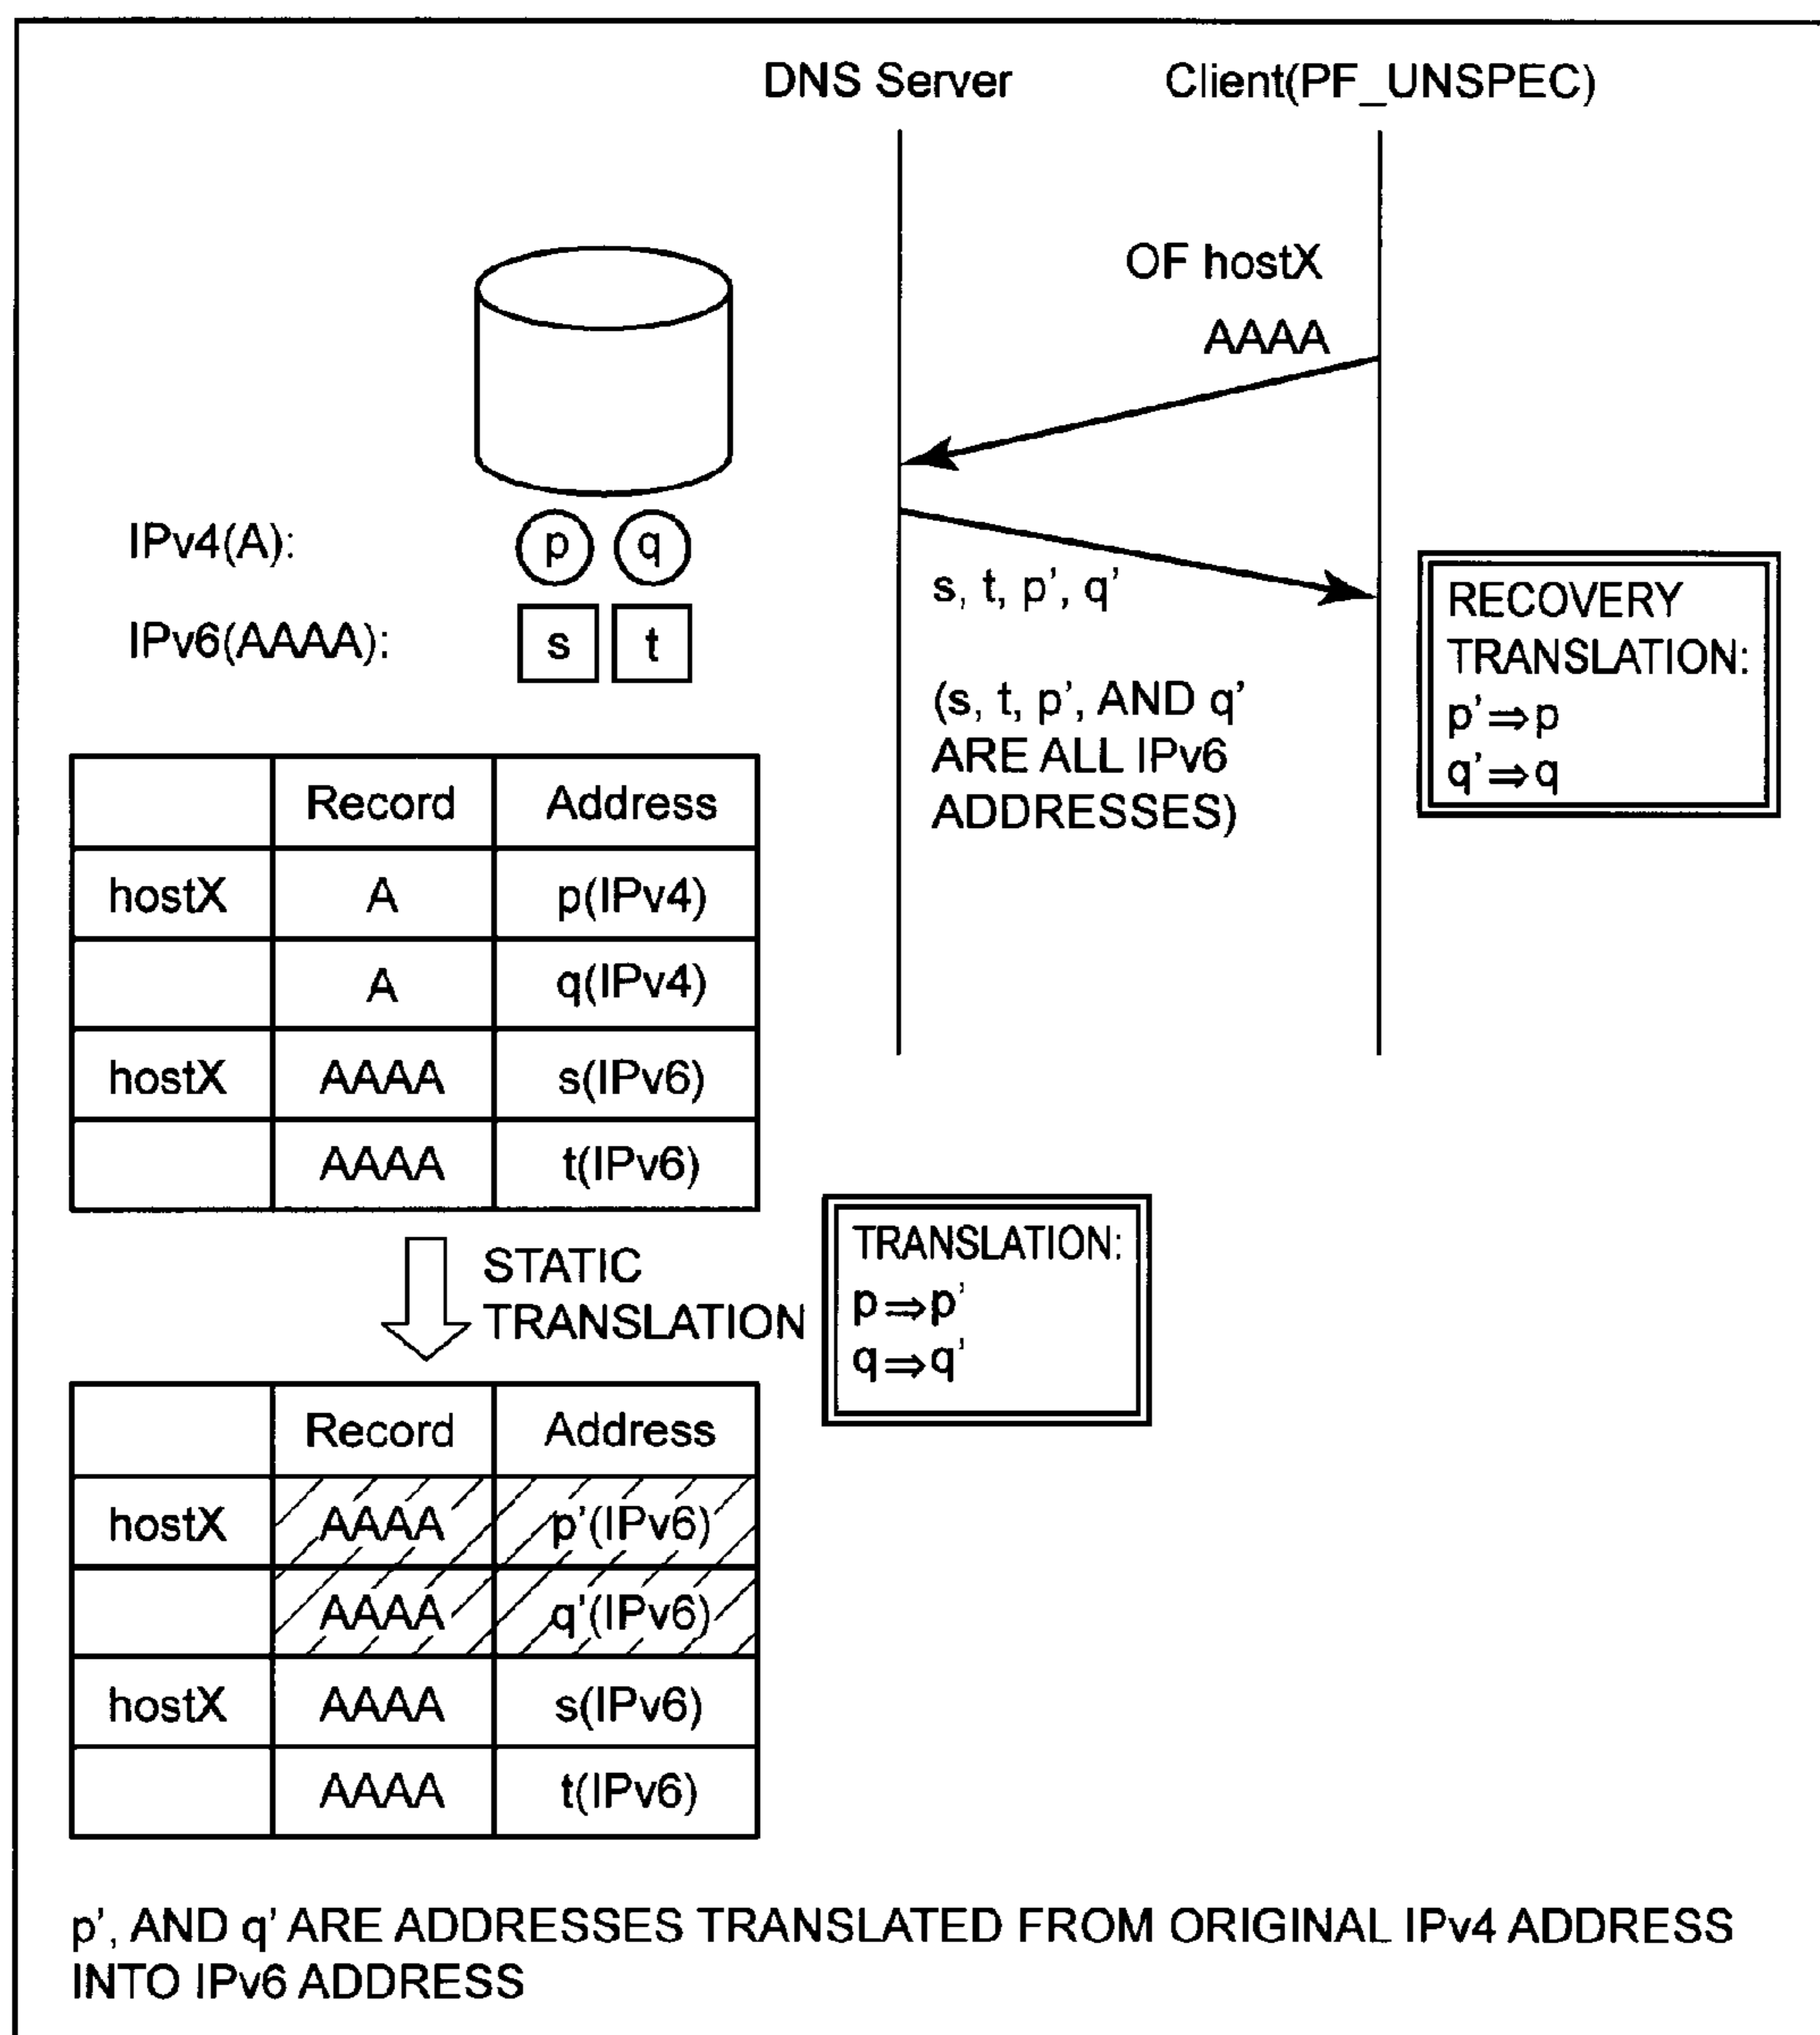 DNS Server Client(PF_UNSPEC)
OF hostX
AAAA
IPv4(A): p q
IPv6(AAAA): s t
s, t, p', q'
(s, t, p', AND q'
ARE ALL IPv6
ADDRESSES)
RECOVERY
TRANSLATION:
p'⇒p
q'⇒q
Record Address
hostX A p(IPv4)
A q(IPv4)
hostX AAAA s(IPv6)
AAAA t(IPv6)
STATIC
TRANSLATION
TRANSLATION:
p⇒p'
q⇒q'
Record Address
hostX AAAA p'(IPv6)
AAAA q'(IPv6)
hostX AAAA s(IPv6)
AAAA t(IPv6)
p', AND q' ARE ADDRESSES TRANSLATED FROM ORIGINAL IPv4 ADDRESS
INTO IPv6 ADDRESS